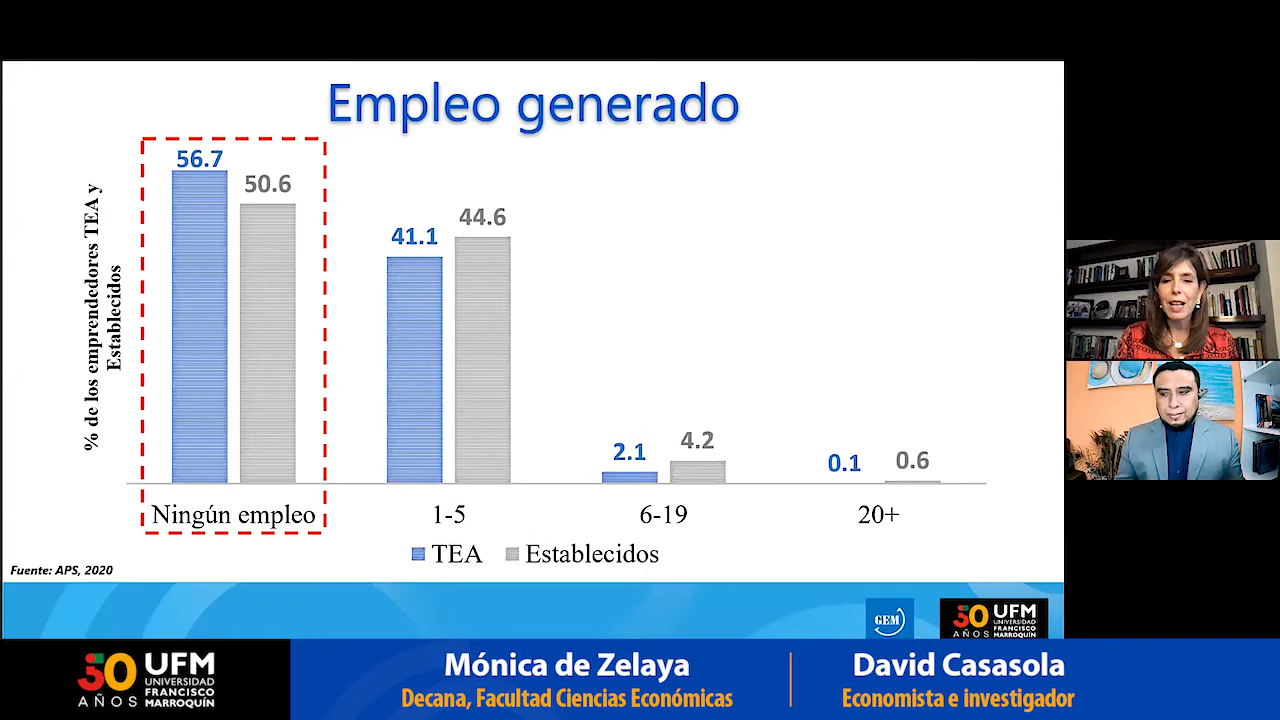 Empleo generado
% de los emprendedores TEA y
Establecidos
56.7
50.6
41.1
44.6
2.1
4.2
0.1
0.6
Ningún empleo
1-5
6-19
20+
TEA
Establecidos
Fuente: APS, 2020
GEM
50
AÑOS
UFM
UNIVERSIDAD
FRANCISCO
MARROQUÍN
50
AÑOS
UFM
UNIVERSIDAD
FRANCISCO
MARROQUÍN
Mónica de Zelaya
Decana, Facultad Ciencias Económicas
David Casasola
Economista e investigador